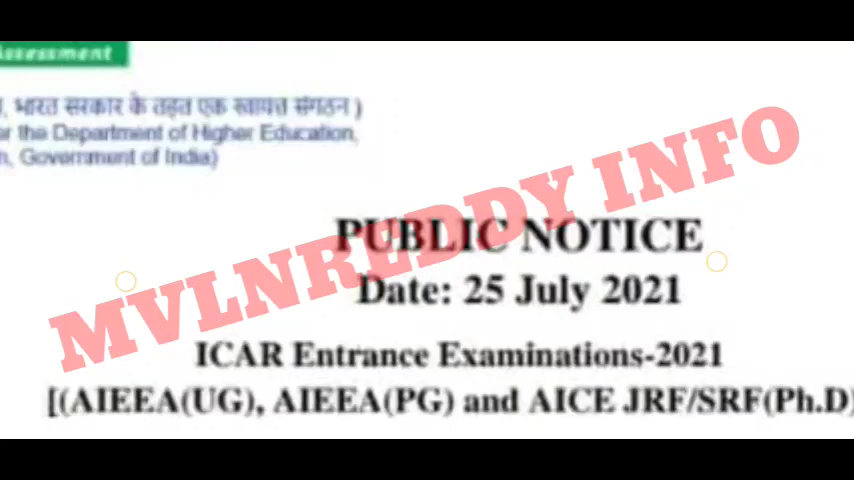 Assessment
, भारत सरकार के तहत एक स्वायत्त संगठन )
the Department of Higher Education,
, Government of India)
MVLNREDDY INFO
PUBLIC NOTICE
Date: 25 July 2021
ICAR Entrance Examinations-2021
[(AIEEA(UG), AIEEA(PG) and AICE JRF/SRF(Ph.D)